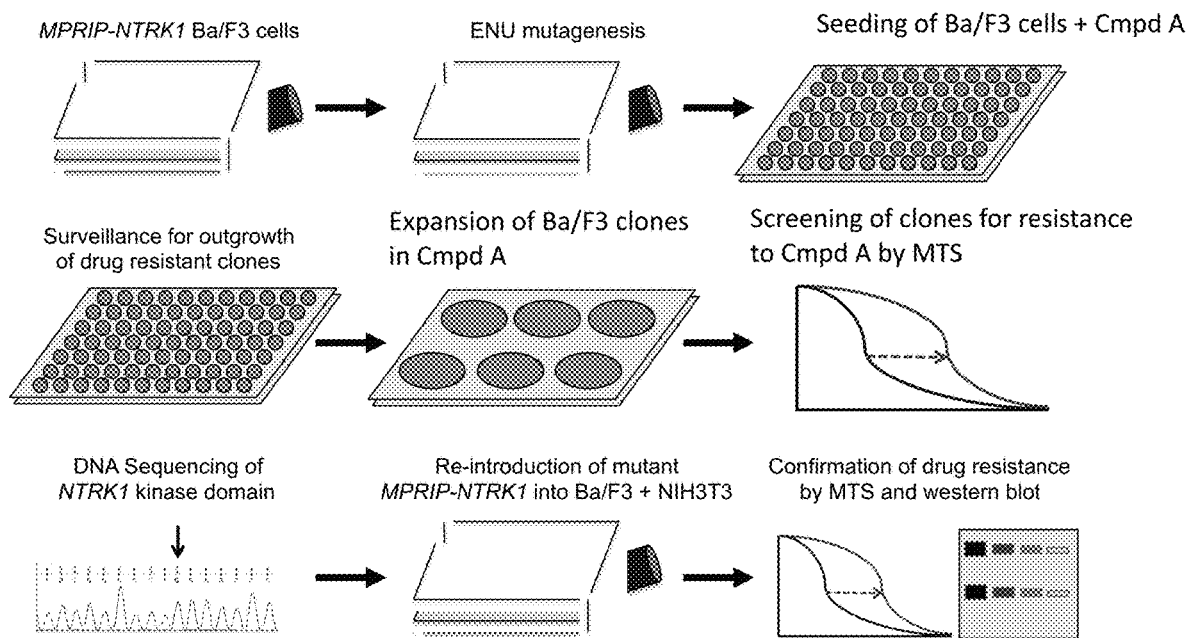 MPRIP-NTRK1 Ba/F3 cells
ENU mutagenesis
Seeding of Ba/F3 cells + Cmpd A
Surveillance for outgrowth
of drug resistant clones
Expansion of Ba/F3 clones
in Cmpd A
Screening of clones for resistance
to Cmpd A by MTS
DNA Sequencing of
NTRK1 kinase domain
Re-introduction of mutant
MPRIP-NTRK1 into Ba/F3 + NIH3T3
Confirmation of drug resistance
by MTS and western blot